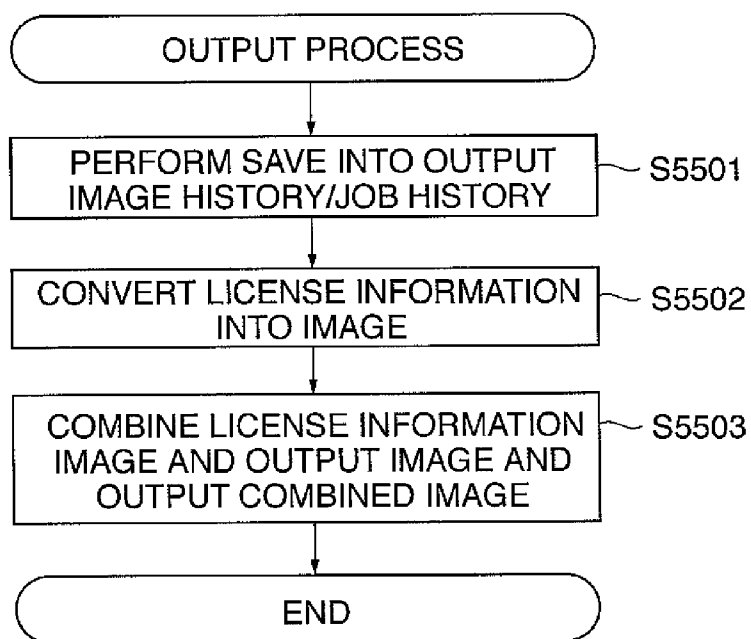 OUTPUT PROCESS
PERFORM SAVE INTO OUTPUT
IMAGE HISTORY/JOB HISTORY
S5501
CONVERT LICENSE INFORMATION
INTO IMAGE
S5502
COMBINE LICENSE INFORMATION
IMAGE AND OUTPUT IMAGE AND
OUTPUT COMBINED IMAGE
S5503
END